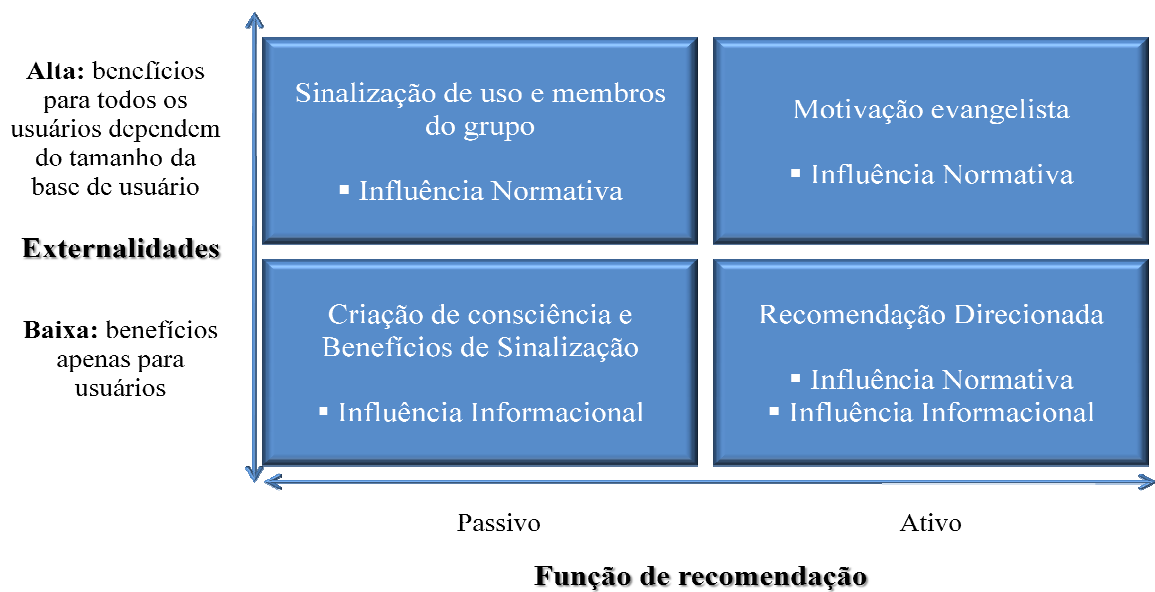 Alta: benefícios
para todos os
usuários dependem
do tamanho da
base de usuário
Externalidades
Baixa: benefícios
apenas para
usuários
Sinalização de uso e membros
do grupo
▪ Influência Normativa
Motivação evangelista
▪ Influência Normativa
Criação de consciência e
Benefícios de Sinalização
▪ Influência Informacional
Recomendação Direcionada
▪ Influência Normativa
▪ Influência Informacional
Passivo
Ativo
Função de recomendação